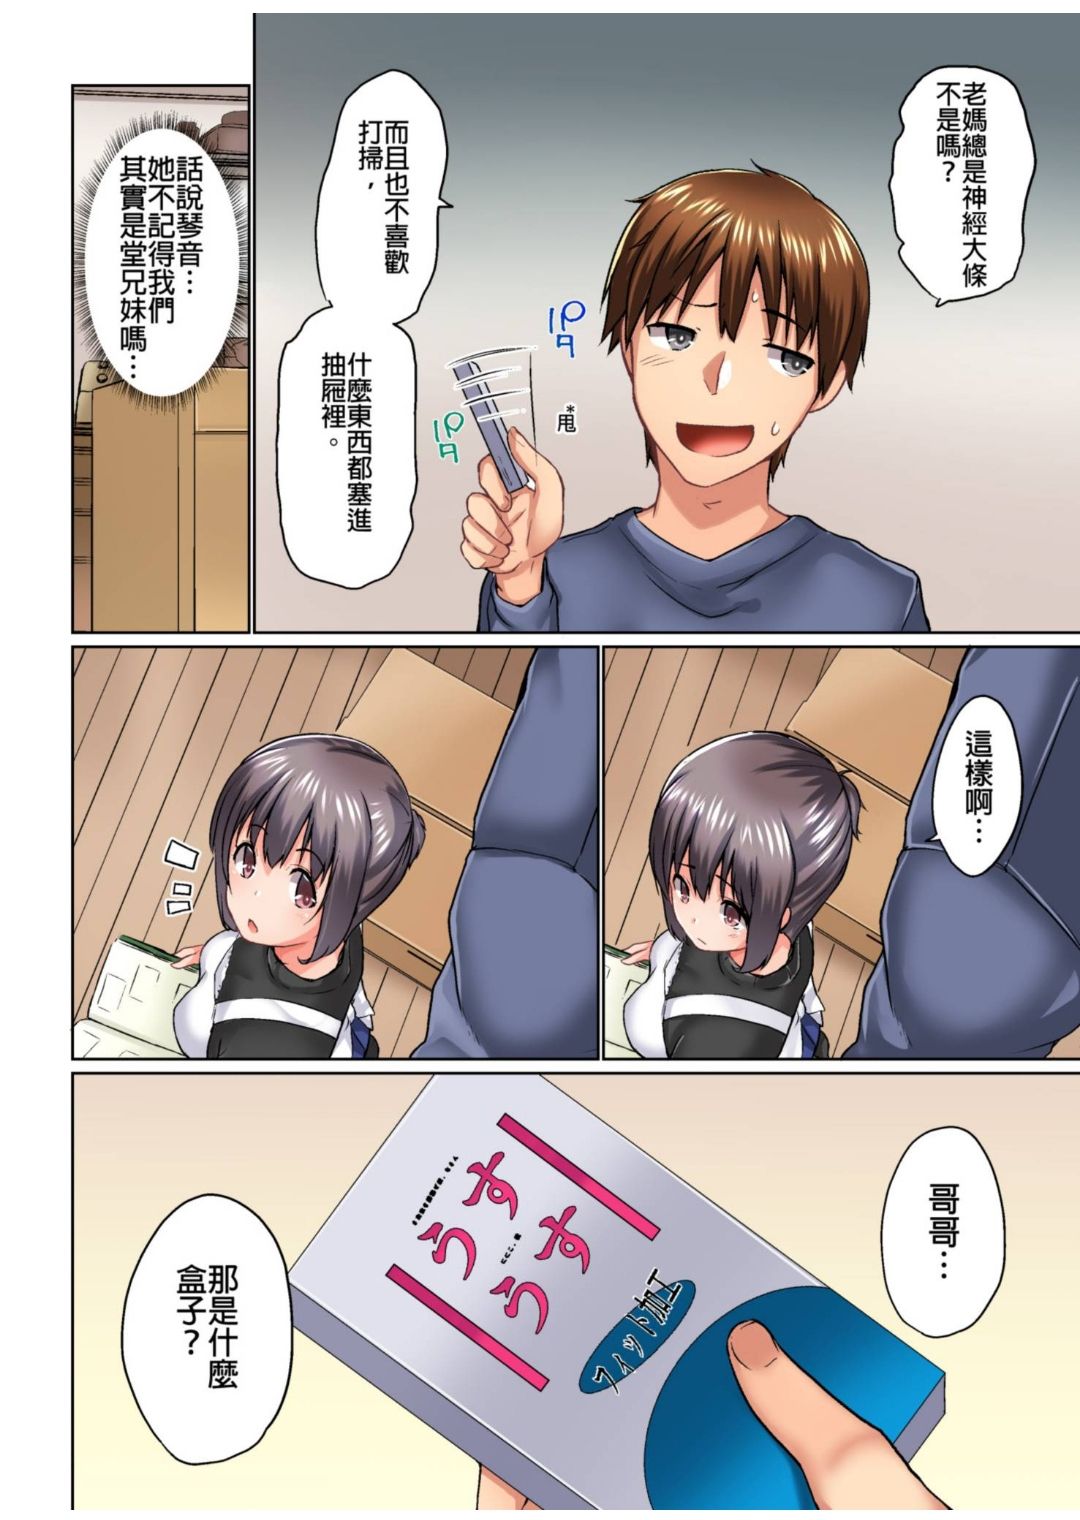 老媽總是神經大條
不是嗎？
而且也不喜歡
打掃，
什麼東西都塞進
抽屜裡。
*甩
話說琴音…
她不記得我們
其實是堂兄妹嗎…
這樣啊…
哥哥…
うす
うす
フィット加工
那是什麼
盒子？